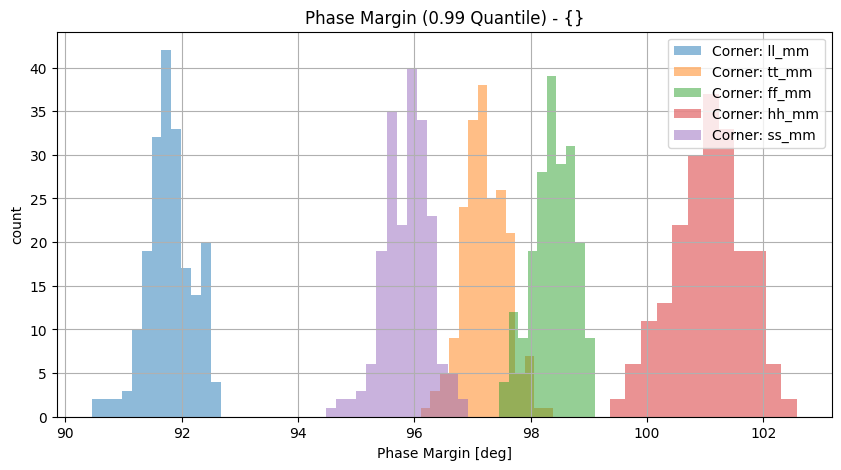 Phase Margin (0.99 Quantile) - {}
Corner: ll_mm
Corner: tt_mm
Corner: ff_mm
Corner: hh_mm
Corner: ss_mm
count
40
35
30
25
20
15
10
5
0
90
92
94
96
98
100
102
Phase Margin [deg]